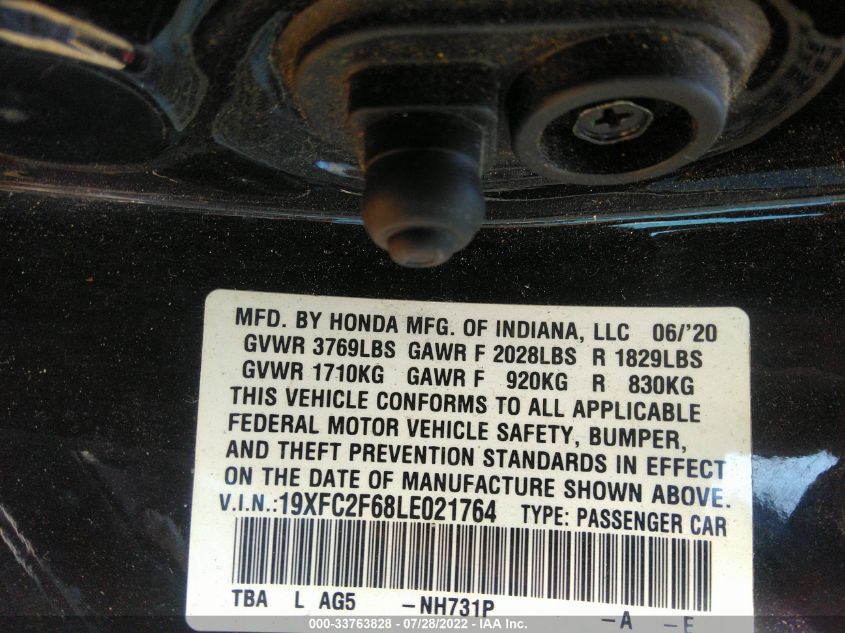 MFD. BY HONDA MFG. OF INDIANA, LLC 06/'20
GVWR 3769LBS GAWR F 2028LBS R 1829LBS
GVWR 1710KG GAWR F 920KG R 830KG
THIS VEHICLE CONFORMS TO ALL APPLICABLE
FEDERAL MOTOR VEHICLE SAFETY, BUMPER,
AND THEFT PREVENTION STANDARDS IN EFFECT
ON THE DATE OF MANUFACTURE SHOWN ABOVE.
V.I.N.:19XFC2F68LE021764 TYPE: PASSENGER CAR
TBA L AG5 -NH731P -A -E
000-33763828 - 07/28/2022 - IAA Inc.